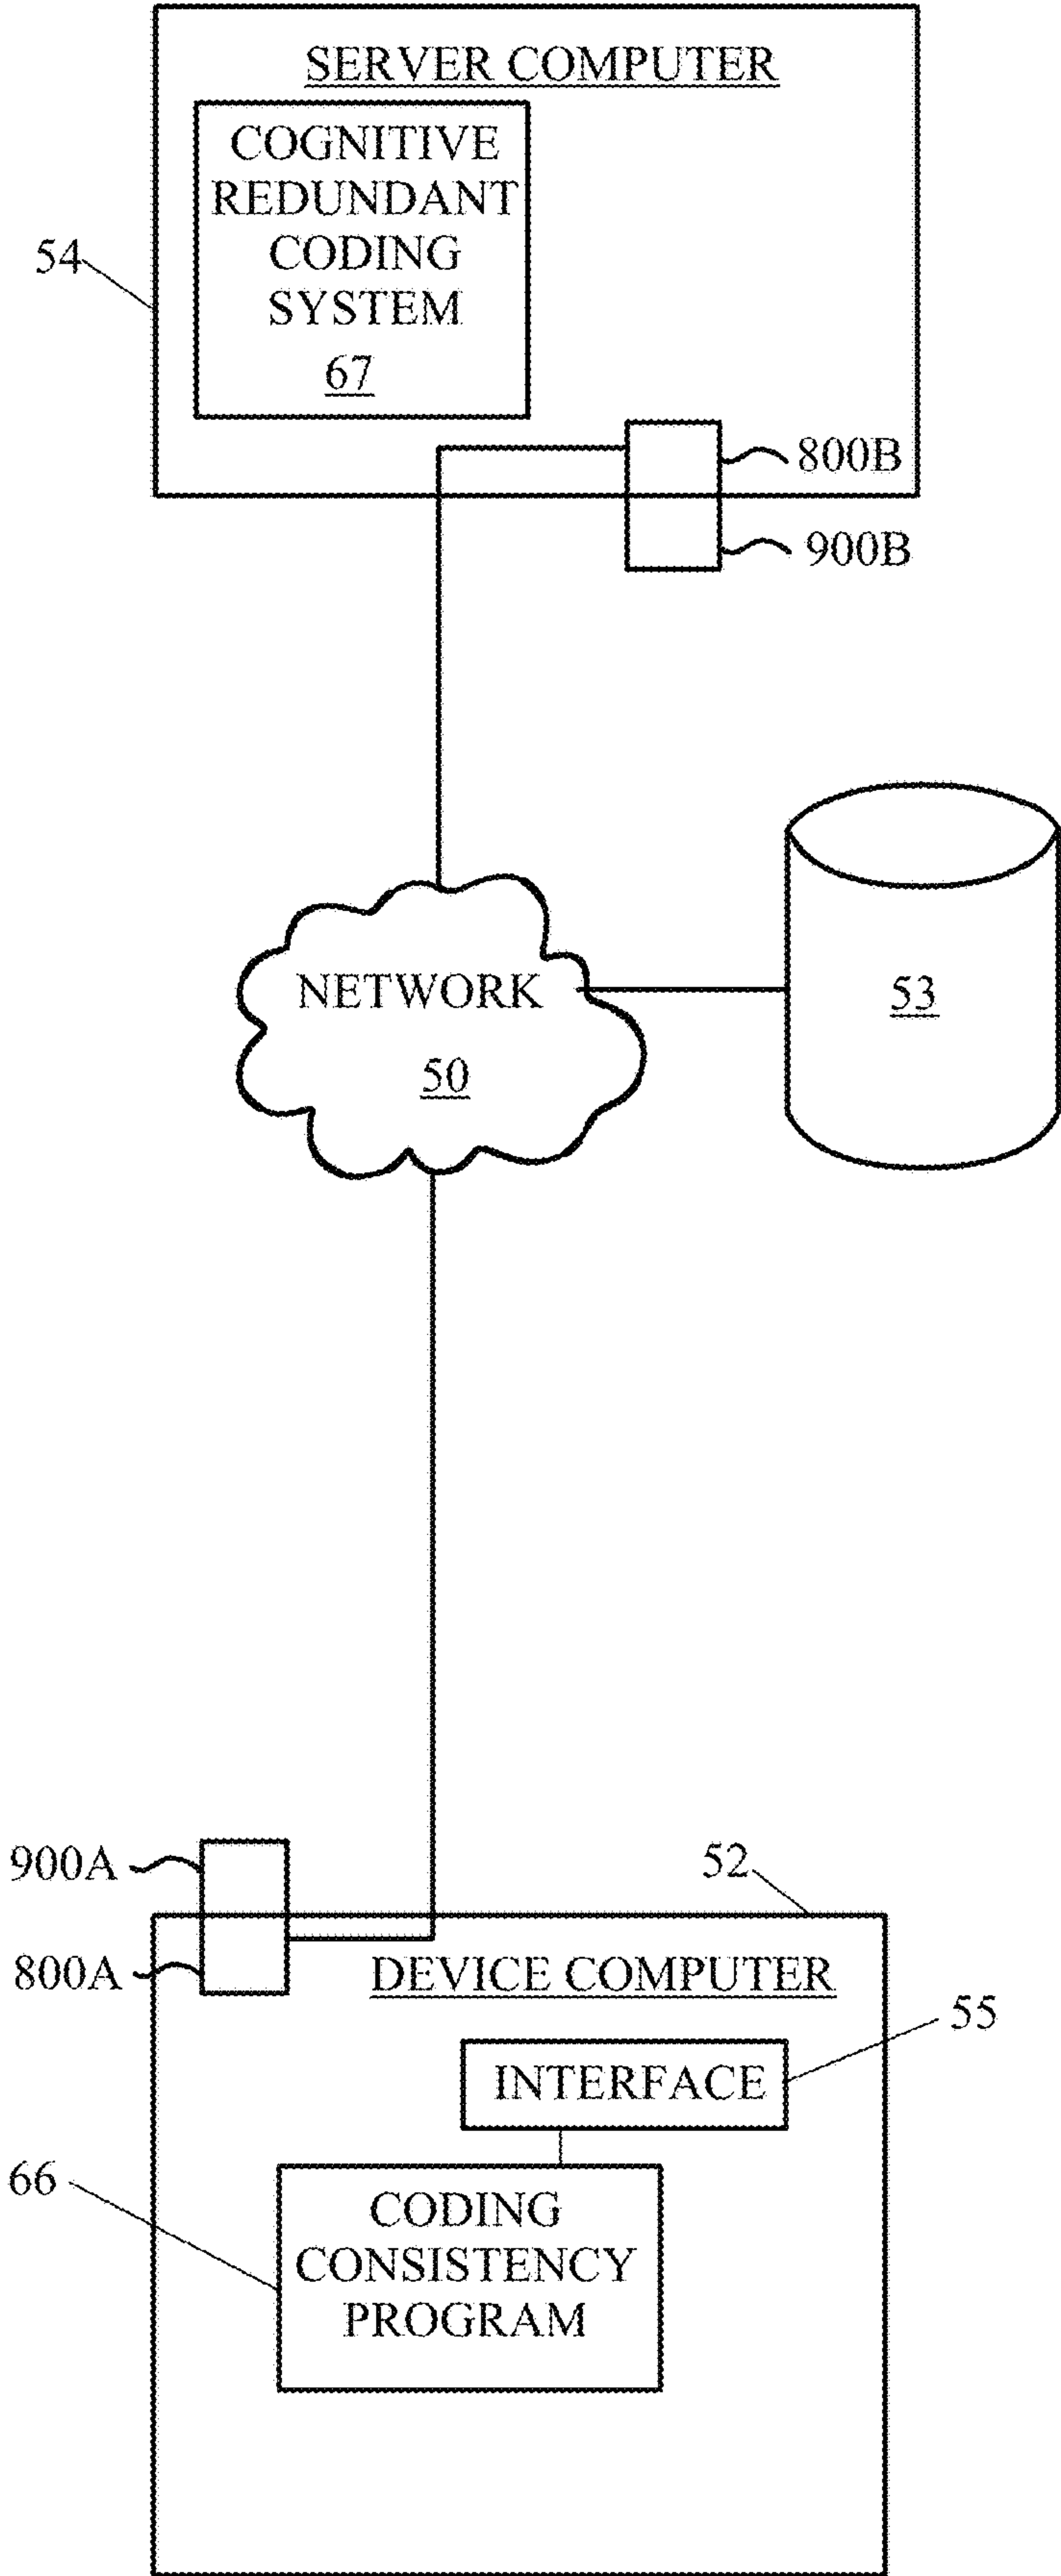 SERVER COMPUTER
COGNITIVE
REDUNDANT
CODING
SYSTEM
67
54
800B
900B
NETWORK
50
53
900A
800A
52
DEVICE COMPUTER
55
INTERFACE
66
CODING
CONSISTENCY
PROGRAM